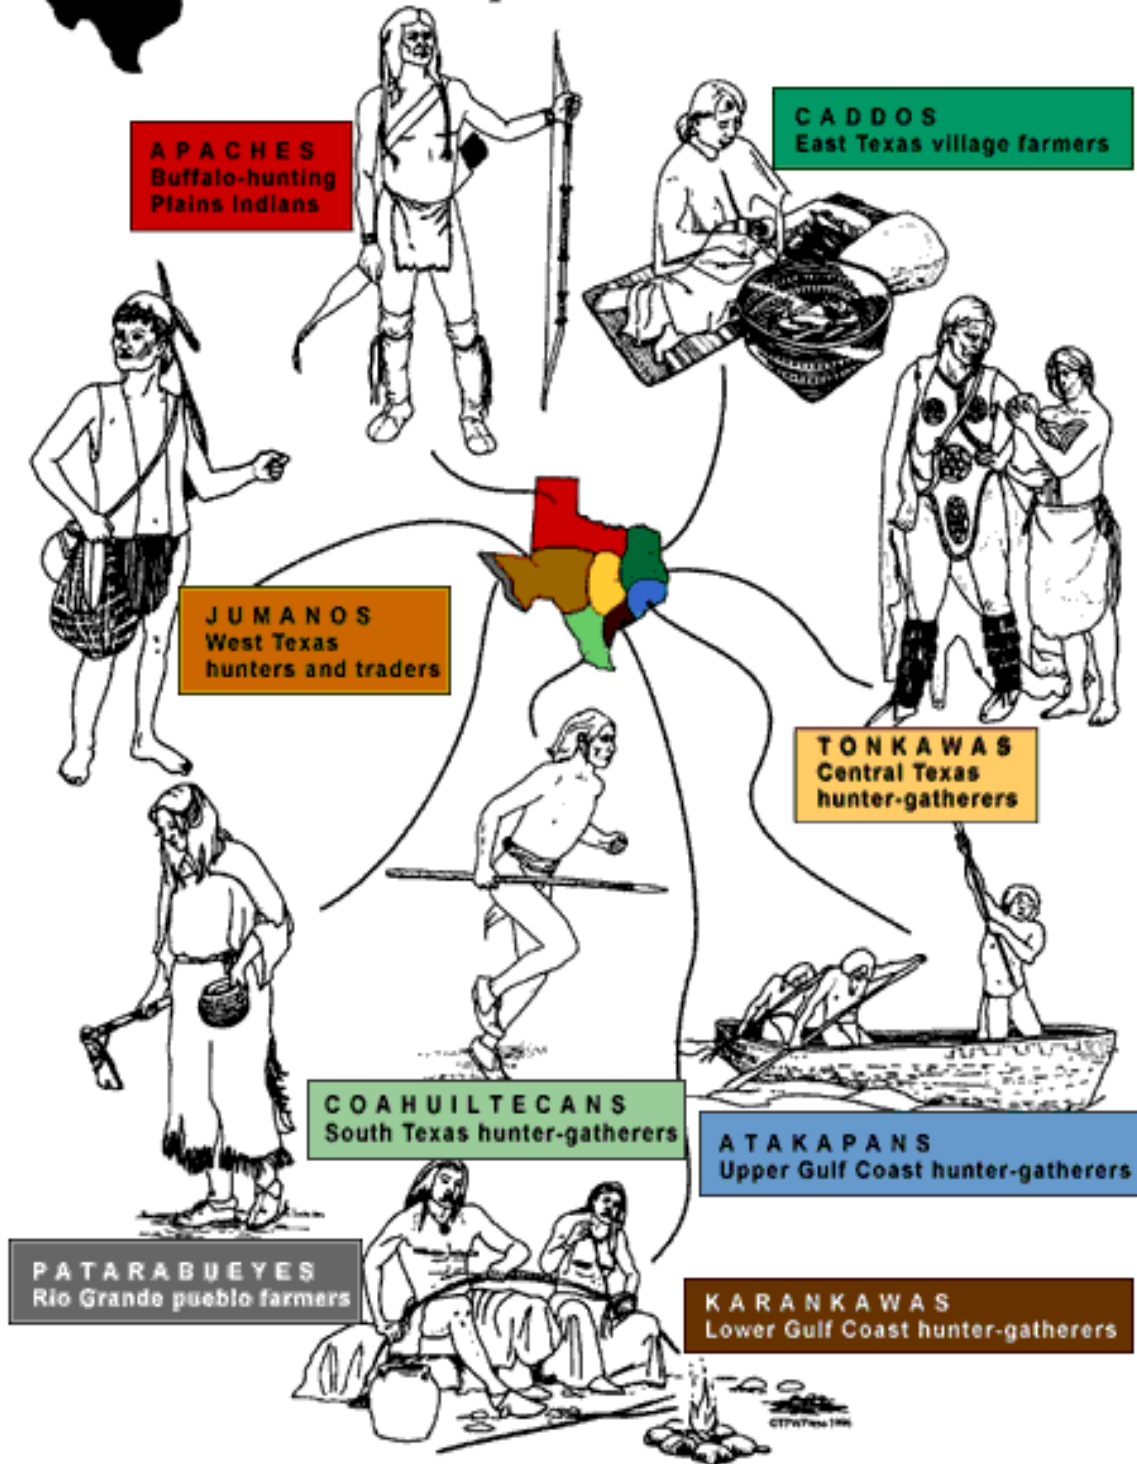 APACHES
Buffalo-hunting
Plains Indians
CADDOS
East Texas village farmers
JUMANOS
West Texas
hunters and traders
TONKAWAS
Central Texas
hunter-gatherers
COAHUILTECANS
South Texas hunter-gatherers
ATAKAPANS
Upper Gulf Coast hunter-gatherers
PATARABUEYES
Rio Grande pueblo farmers
KARANKAWAS
Lower Gulf Coast hunter-gatherers